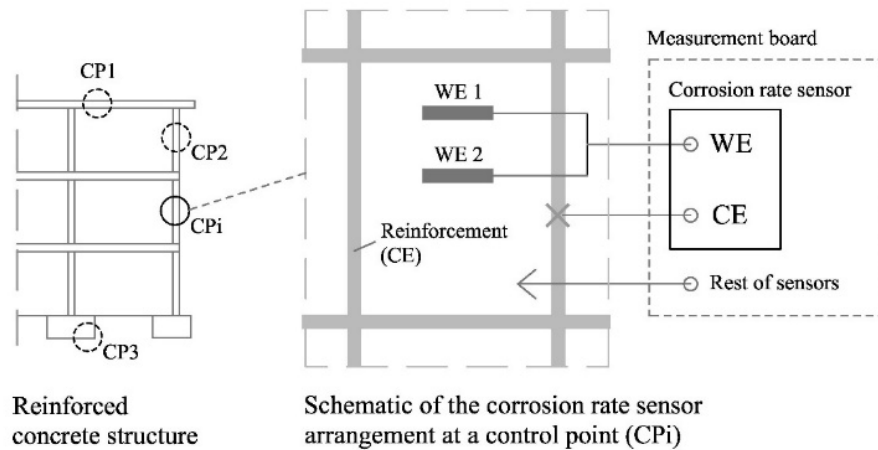 CP1
CP2
CPi
CP3
Reinforced
concrete structure
WE 1
WE 2
Reinforcement
(CE)
Schematic of the corrosion rate sensor
arrangement at a control point (CPi)
Measurement board
Corrosion rate sensor
WE
CE
Rest of sensors